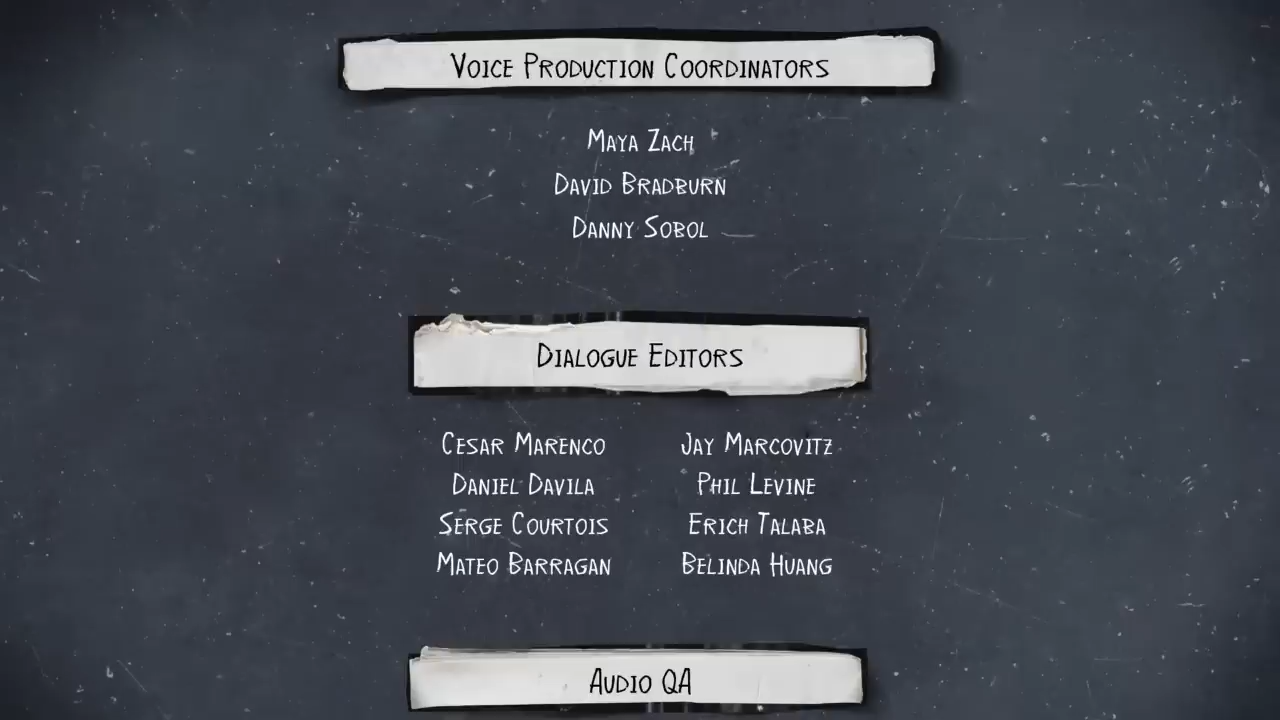 VOICE PRODUCTION COORDINATORS
MAYA ZACH
DAVID BRADBURN
DANNY SOBOL
DIALOGUE EDITORS
CESAR MARENCO
JAY MARCOVITZ
DANIEL DAVILA
PHIL LEVINE
SERGE COURTOIS
ERICH TALABA
MATEO BARRAGAN
BELINDA HUANG
AUDIO QA